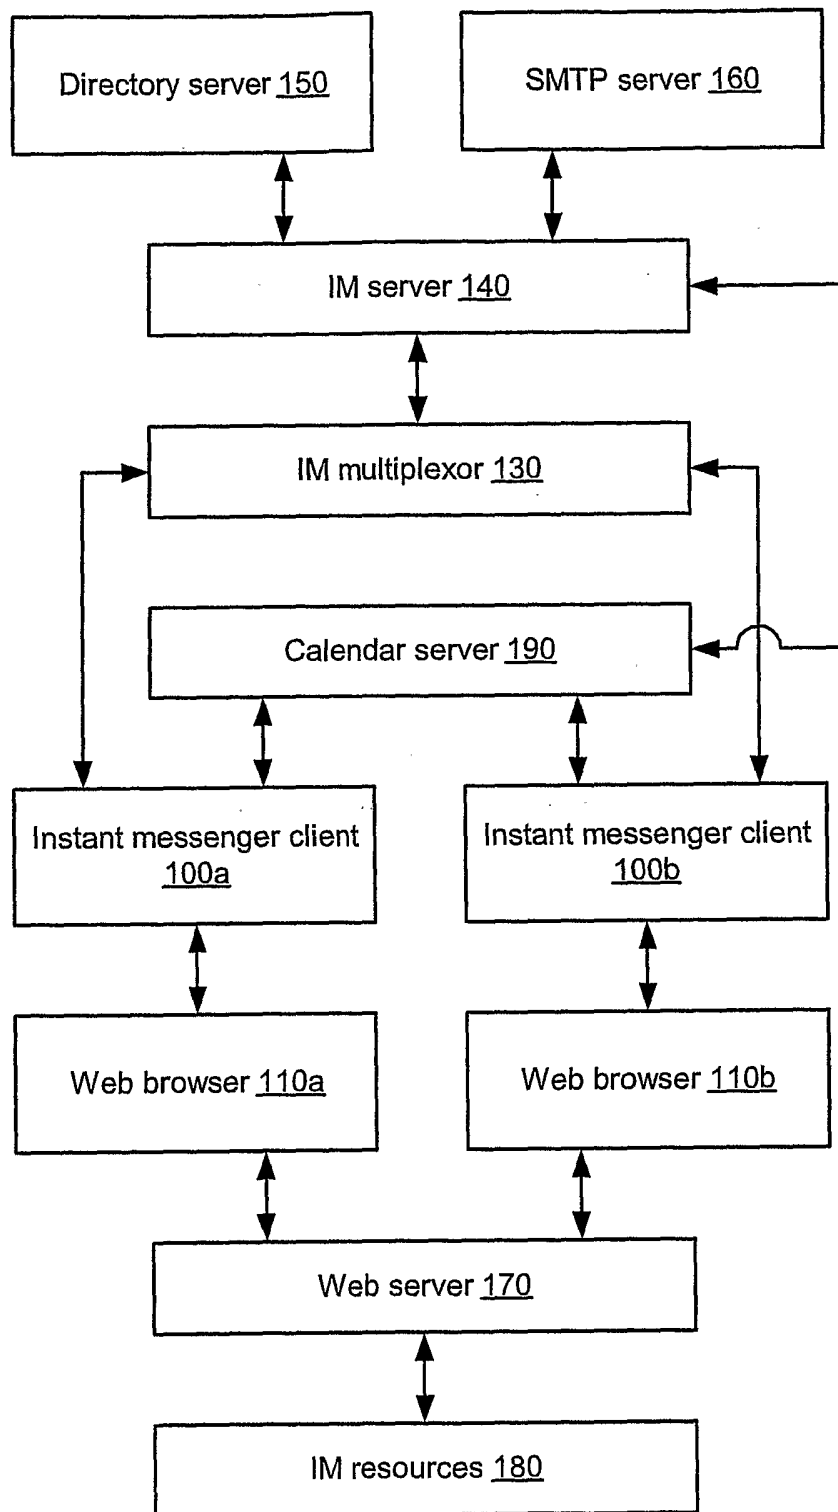 Directory server 150
SMTP server 160
IM server 140
IM multiplexor 130
Calendar server 190
Instant messenger client
100a
Instant messenger client
100b
Web browser 110a
Web browser 110b
Web server 170
IM resources 180